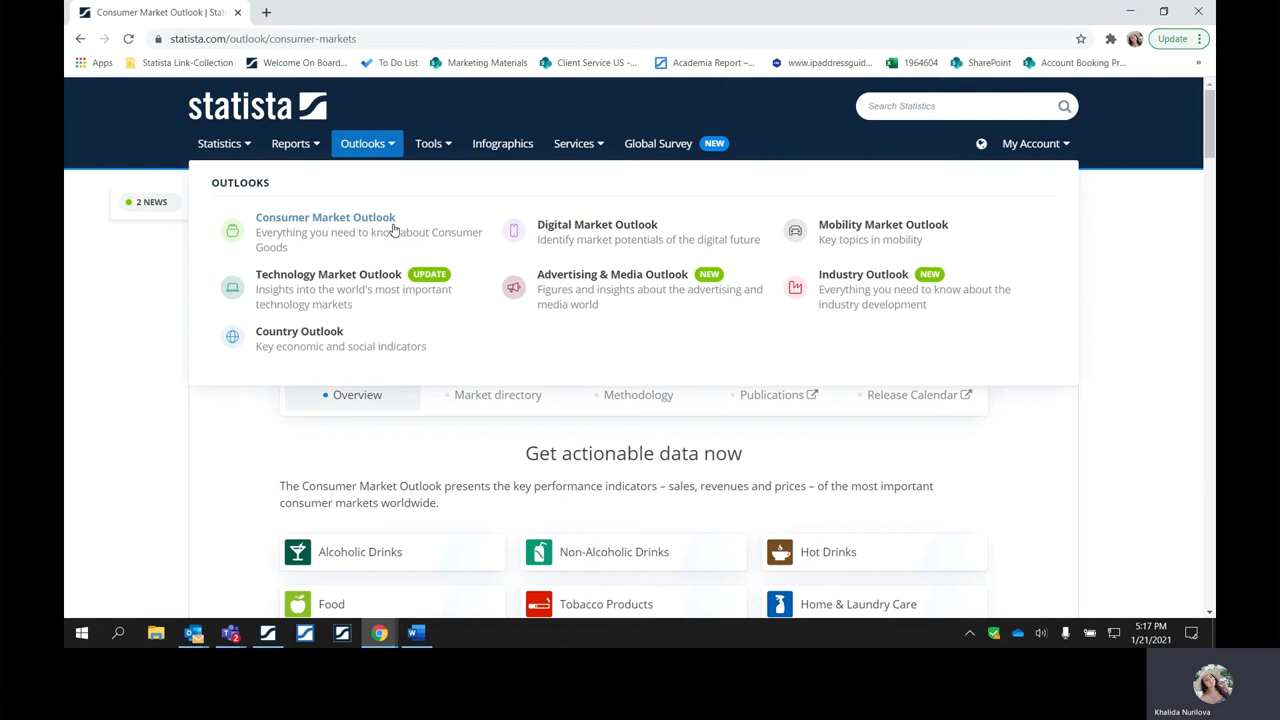 Consumer Market Outlook | Stat
statista.com/outlook/consumer-markets
Update
Apps
Statista Link-Collection
Welcome On Board...
To Do List
Marketing Materials
Client Service US -...
Academia Report –...
www.ipaddressguid...
1964604
SharePoint
Account Booking Pr...
»
statista
Search Statistics
Statistics
Reports
Outlooks
Tools
Infographics
Services
Global Survey NEW
My Account
2 NEWS
OUTLOOKS
Consumer Market Outlook
Everything you need to know about Consumer
Goods
Digital Market Outlook
Identify market potentials of the digital future
Mobility Market Outlook
Key topics in mobility
Technology Market Outlook UPDATE
Insights into the world's most important
technology markets
Advertising & Media Outlook NEW
Figures and insights about the advertising and
media world
Industry Outlook NEW
Everything you need to know about the
industry development
Country Outlook
Key economic and social indicators
Overview
Market directory
Methodology
Publications
Release Calendar
Get actionable data now
The Consumer Market Outlook presents the key performance indicators – sales, revenues and prices – of the most important
consumer markets worldwide.
Alcoholic Drinks
Non-Alcoholic Drinks
Hot Drinks
Food
Tobacco Products
Home & Laundry Care
5:17 PM
1/21/2021
Khalida Nurilova